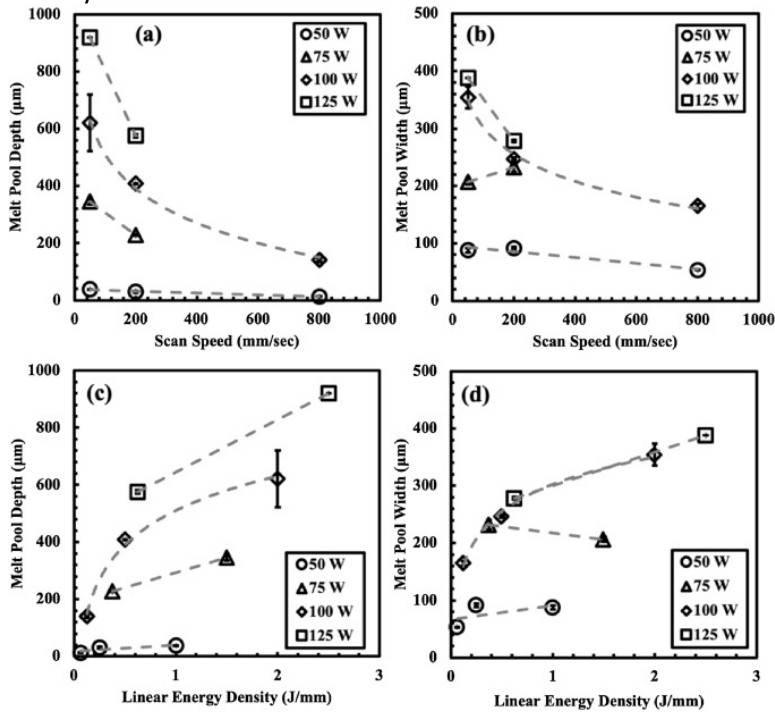 1000
800
600
400
200
0
Melt Pool Depth (µm)
(a)
50 W
75 W
100 W
125 W
0 200 400 600 800 1000
Scan Speed (mm/sec)
500
400
300
200
100
0
Melt Pool Width (µm)
(b)
50 W
75 W
100 W
125 W
0 200 400 600 800 1000
Scan Speed (mm/sec)
1000
800
600
400
200
0
Melt Pool Depth (µm)
(c)
50 W
75 W
100 W
125 W
0 1 2 3
Linear Energy Density (J/mm)
500
400
300
200
100
0
Melt Pool Width (µm)
(d)
50 W
75 W
100 W
125 W
0 1 2 3
Linear Energy Density (J/mm)